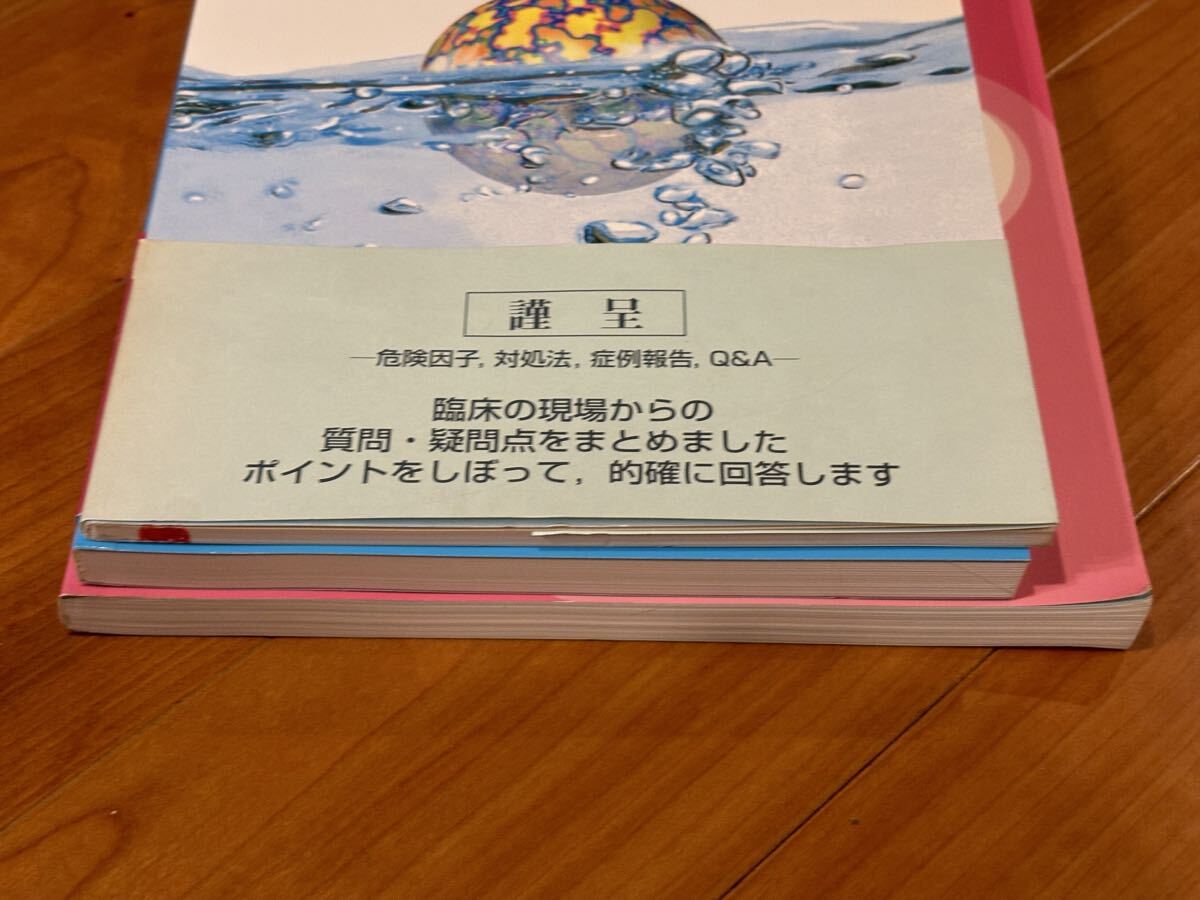 謹呈
―危険因子, 対処法, 症例報告, Q&A―
臨床の現場からの
質問・疑問点をまとめました
ポイントをしぼって, 的確に回答します